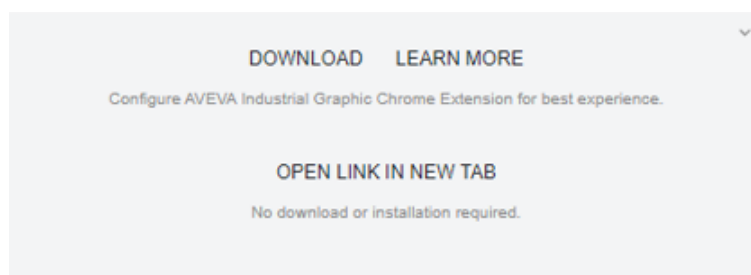 DOWNLOAD LEARN MORE
Configure AVEVA Industrial Graphic Chrome Extension for best experience.
OPEN LINK IN NEW TAB
No download or installation required.